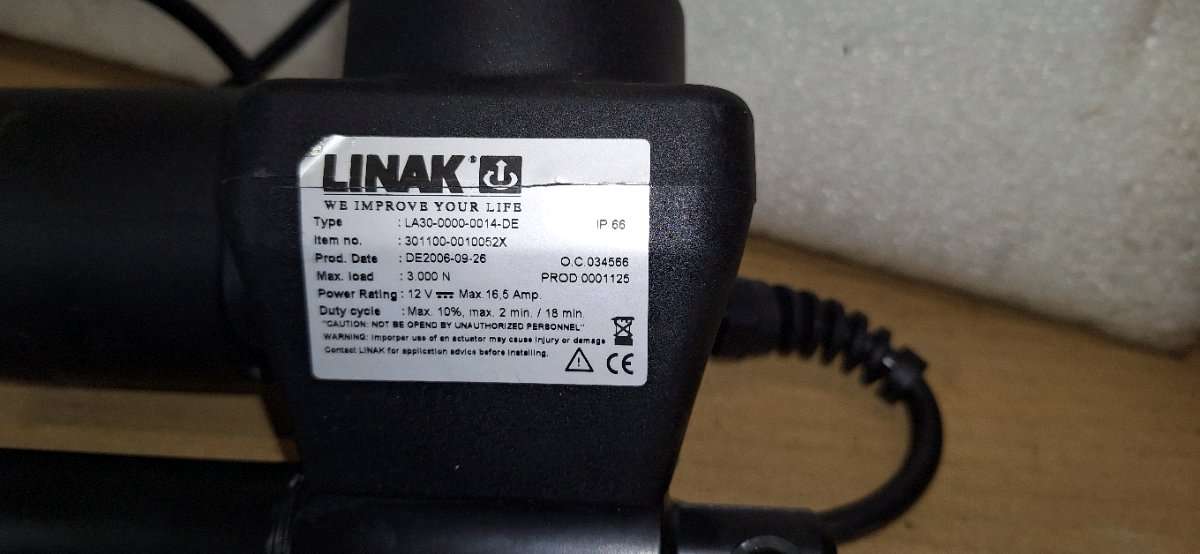 LINAK®
WE IMPROVE YOUR LIFE
Type : LA30-0000-0014-DE IP 66
Item no. : 301100-0010052X
Prod. Date : DE2006-09-26 O.C.034566
Max. load : 3.000 N PROD.0001125
Power Rating : 12 V Max.16,5 Amp.
Duty cycle : Max. 10%, max. 2 min. / 18 min.
"CAUTION: NOT BE OPEND BY UNAUTHORIZED PERSONNEL"
WARNING: Imporper use of an actuator may cause injury or damage
Contact LINAK for application advice before installing.
CE